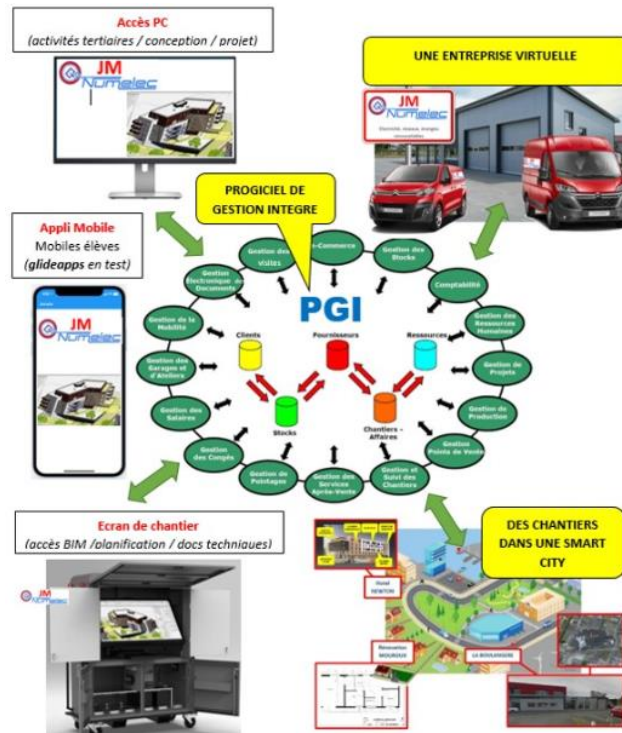 Accès PC
(activités tertiaires / conception / projet)
JM
Numelec
UNE ENTREPRISE VIRTUELLE
JM
Numelec
PROGICIEL DE
GESTION INTEGRE
Appli Mobile
Mobiles élèves
(glideapps en test)
JM
Numelec
PGI
Gestion des
visites
e-Commerce
Gestion des
Stocks
Comptabilité
Gestion des
Ressources
Humaines
Gestion de
Projets
Gestion de
Production
Gestion
Points de Vente
Gestion et
Suivi des
Chantiers
Gestion des
Services
Après-Vente
Gestion de
Pointages
Gestion
des Congés
Gestion des
Salaires
Gestion des
Garages et
d'Ateliers
Gestion de la
Mobilité
Gestion
Électronique de
Documents
Clients
Fournisseurs
Ressources
Stocks
Chantiers -
Affaires
Ecran de chantier
(accès BIM /planification / docs techniques)
JM
Numelec
DES CHANTIERS
DANS UNE SMART
CITY
Hotel
NEWTON
Rénovation
LA BOULANGERIE